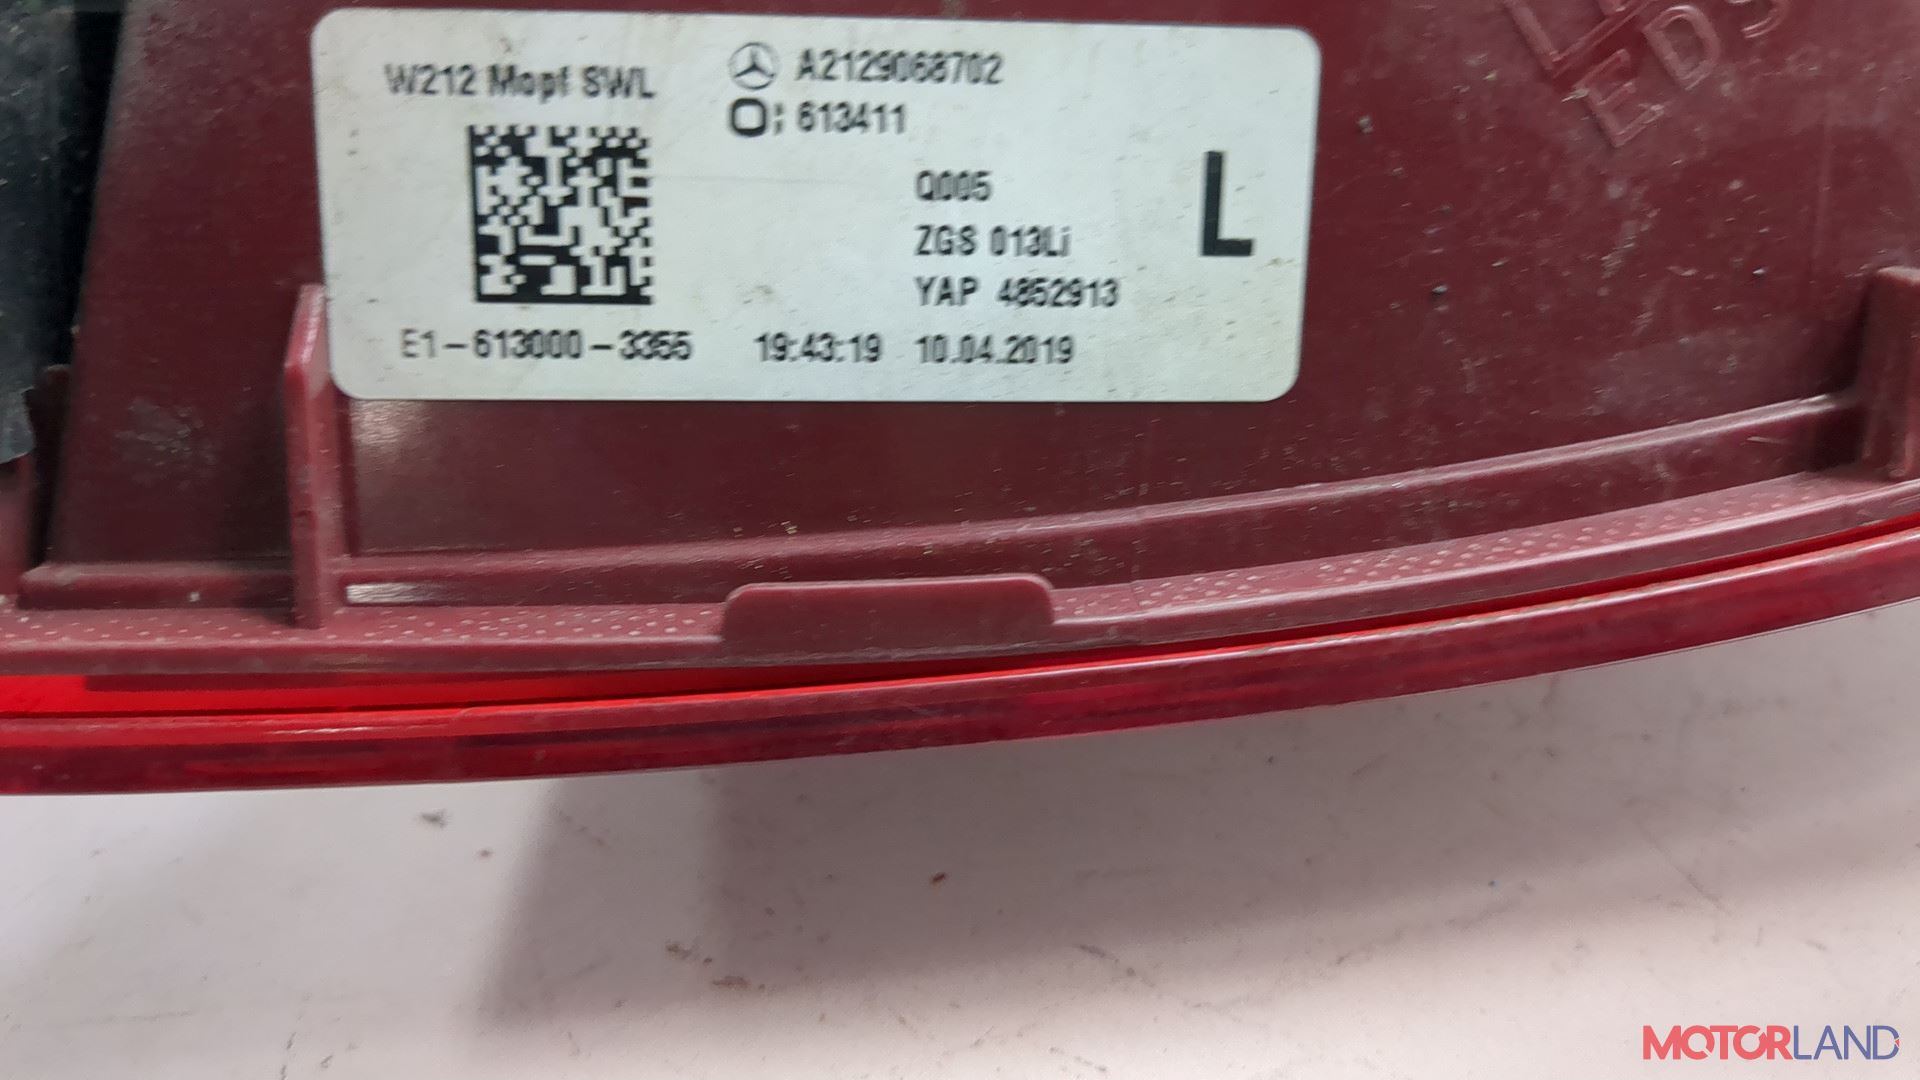 W212 Mopf SWL
A2129068702
O; 613411
Q005
ZGS 013Li
YAP 4852913
L
E1-613000-3355
19:43:19 10.04.2019
MOTORLAND